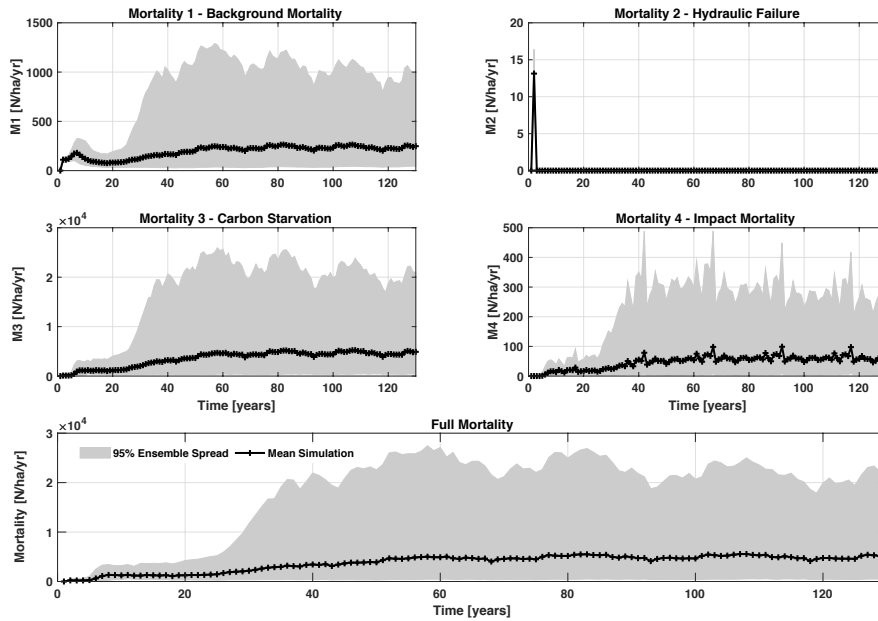 Mortality 1 - Background Mortality
M1 [N/ha/yr]
1500
1000
500
0
0 20 40 60 80 100 120
Mortality 2 - Hydraulic Failure
M2 [N/ha/yr]
20
15
10
5
0
0 20 40 60 80 100 120
Mortality 3 - Carbon Starvation
×10⁴
M3 [N/ha/yr]
3
2
1
0
0 20 40 60 80 100 120
Time [years]
Mortality 4 - Impact Mortality
M4 [N/ha/yr]
500
400
300
200
100
0
0 20 40 60 80 100 120
Time [years]
Full Mortality
×10⁴
Mortality [N/ha/yr]
3
2
1
0
95% Ensemble Spread Mean Simulation
0 20 40 60 80 100 120
Time [years]